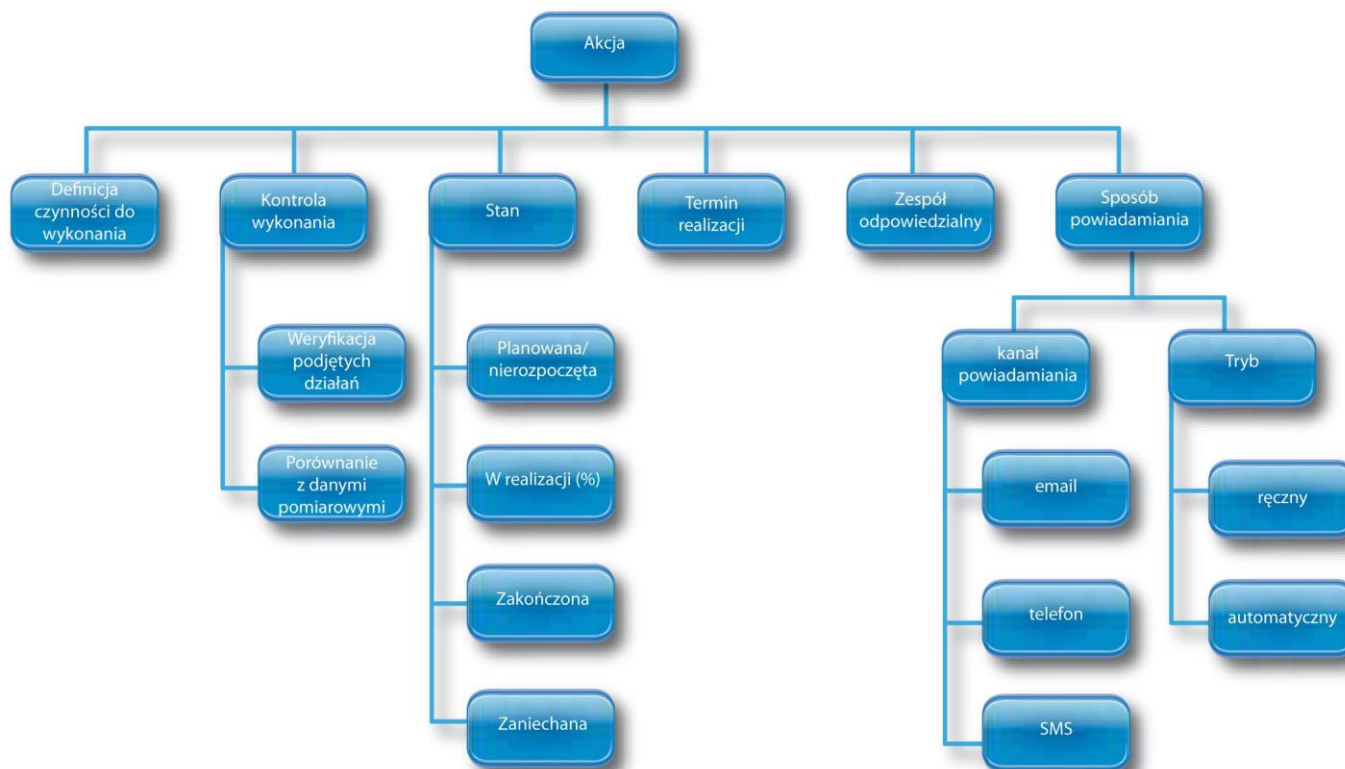 Akcja
Definicja
czynności do
wykonania
Kontrola
wykonania
Stan
Termin
realizacji
Zespół
odpowiedzialny
Sposób
powiadamiania
Weryfikacja
podjętych
działań
Porównanie
z danymi
pomiarowymi
Planowana/
nierozpoczęta
W realizacji (%)
Zakończona
Zaniechana
kanał
powiadamiania
email
telefon
SMS
Tryb
ręczny
automatyczny